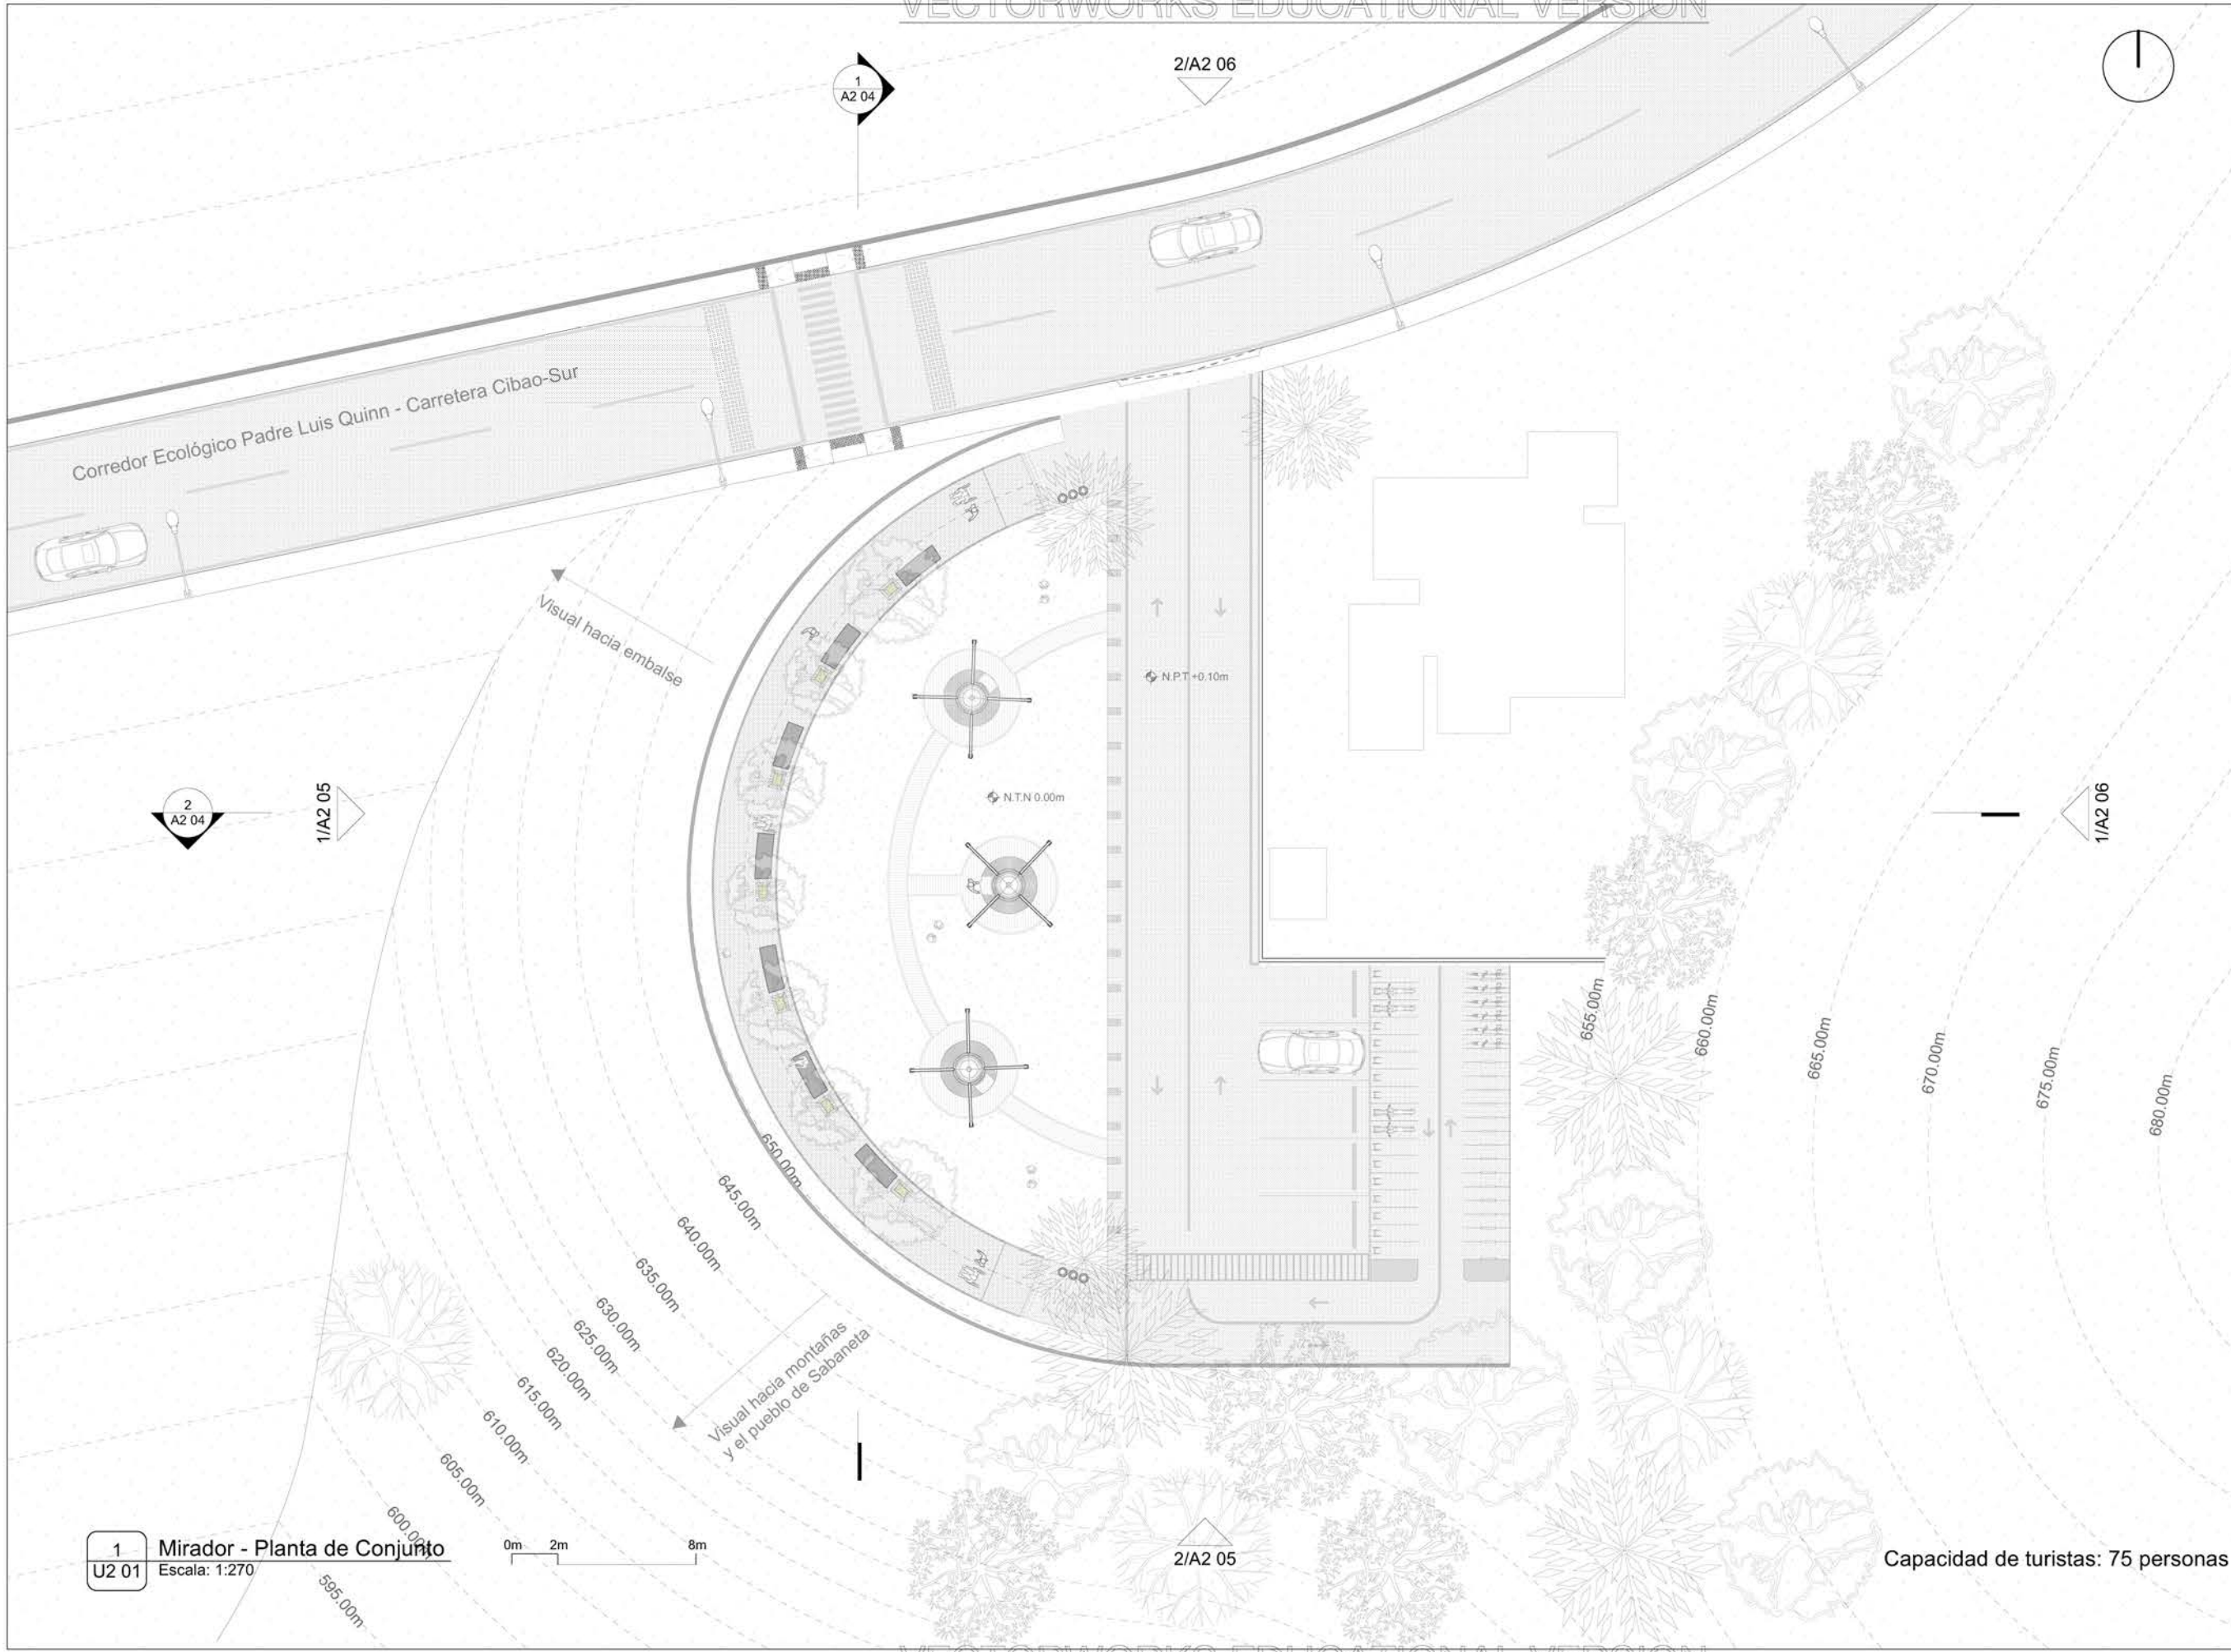 VECTORWORKS EDUCATIONAL VERSION
1
A2 04
2/A2 06
Corredor Ecológico Padre Luis Quinn - Carretera Cibao-Sur
Visual hacia embalse
N.P.T +0.10m
2
A2 04
1/A2 05
N.T.N 0.00m
1/A2 06
655.00m
660.00m
665.00m
670.00m
675.00m
680.00m
650.00m
645.00m
640.00m
635.00m
630.00m
625.00m
620.00m
615.00m
610.00m
605.00m
600.00m
595.00m
Visual hacia montañas
y el pueblo de Sabaneta
1
U2 01
Mirador - Planta de Conjunto
Escala: 1:270
0m 2m 8m
2/A2 05
Capacidad de turistas: 75 personas
VECTORWORKS EDUCATIONAL VERSION